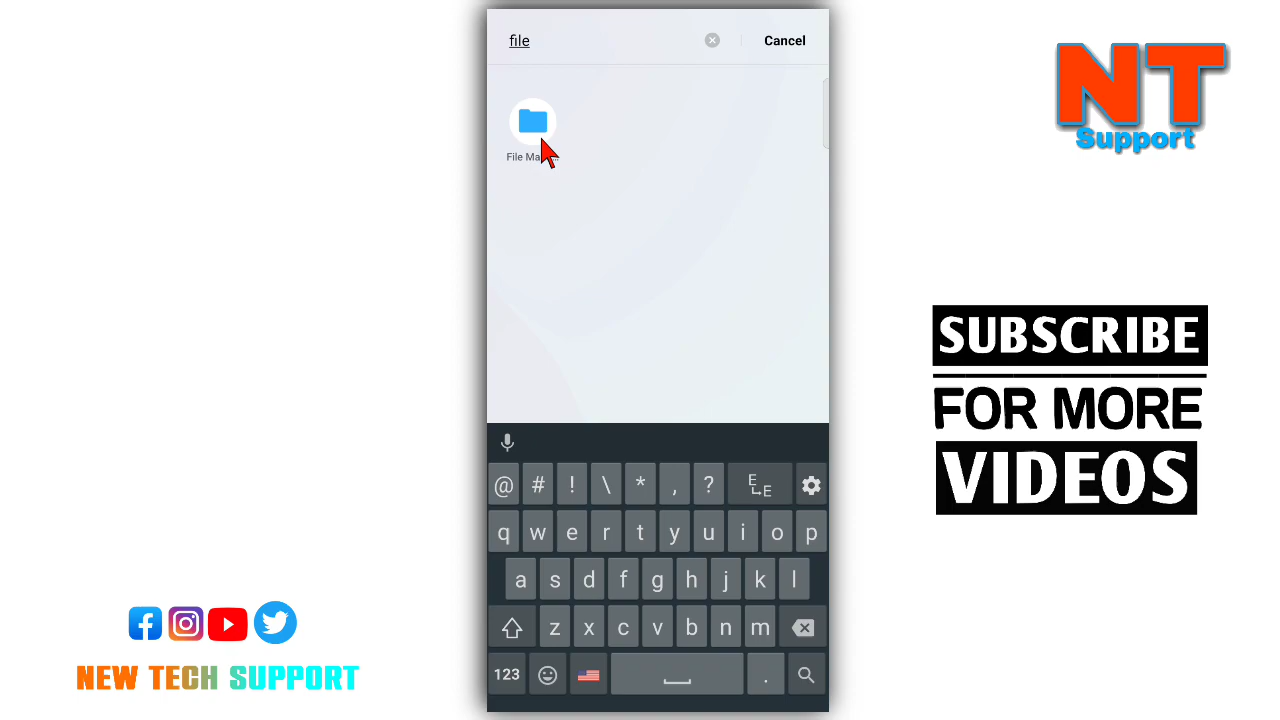 file
Cancel
File Ma
@ # ! \ * , ?
E
E
q w e r t y u i o p
a s d f g h j k l
z x c v b n m
123
.
NT
Support
SUBSCRIBE
FOR MORE
VIDEOS
NEW TECH SUPPORT